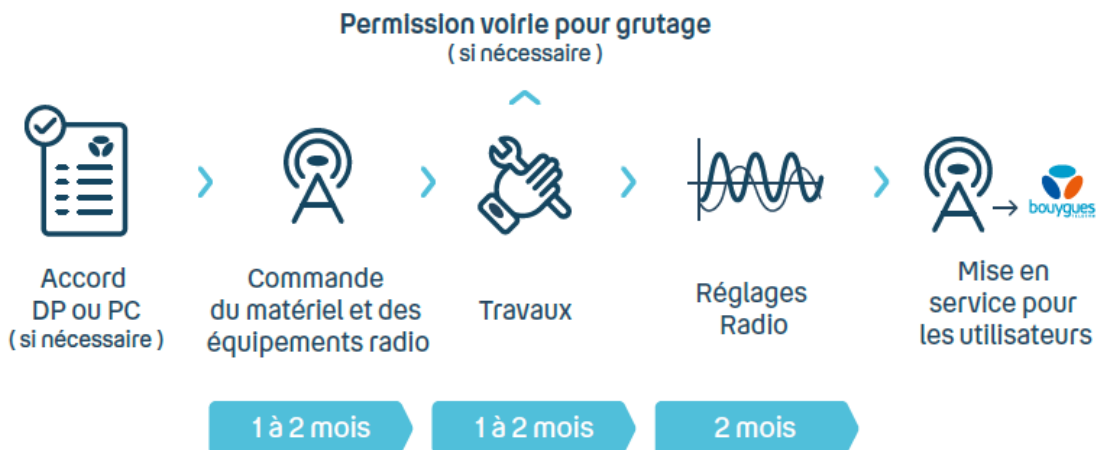 Permission voirie pour grutage
( si nécessaire )
Accord
DP ou PC
( si nécessaire )
Commande
du matériel et des
équipements radio
Travaux
Réglages
Radio
bouygues
TELECOM
Mise en
service pour
les utilisateurs
1 à 2 mois
1 à 2 mois
2 mois